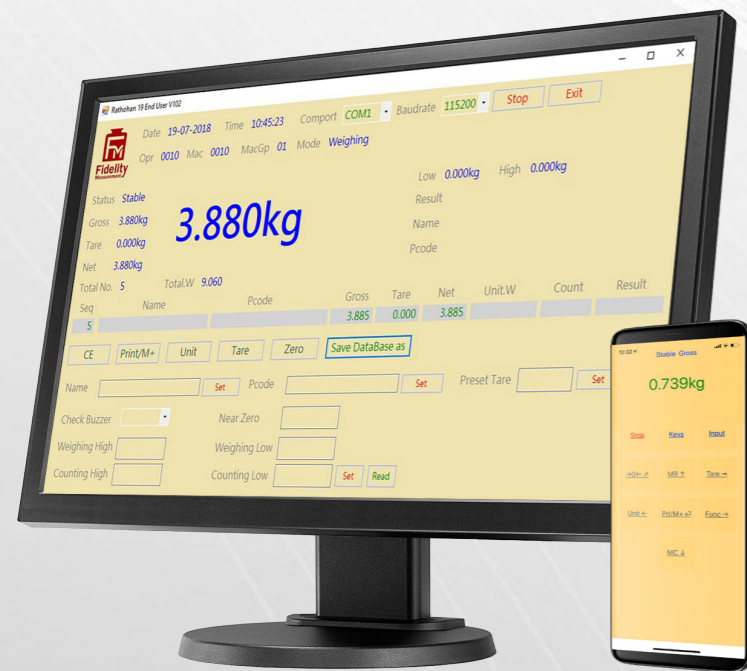 Rathohan 19 End User V102
Date 19-07-2018 Time 10:45:23 Comport COM1 Baudrate 115200 Stop Exit
FM
Fidelity
Measurement
Opr 0010 Mac 0010 MacGp 01 Mode Weighing
Low 0.000kg High 0.000kg
Status Stable
Result
Gross 3.880kg
3.880kg
Name
Tare 0.000kg
Pcode
Net 3.880kg
Total No. 5 Total.W 9.060
Seq Name Pcode Gross Tare Net Unit.W Count Result
5 3.885 0.000 3.885
CE Print/M+ Unit Tare Zero Save DataBase as
Name Set Pcode Set Preset Tare Set
Check Buzzer Near Zero
Weighing High Weighing Low
Counting High Counting Low Set Read
10:32
Stable Gross
0.739kg
Stop Keys Input
→0← ↗ MR ↑ Tare →
Unit ← Prt/M+ ↵ Func →
MC ↓